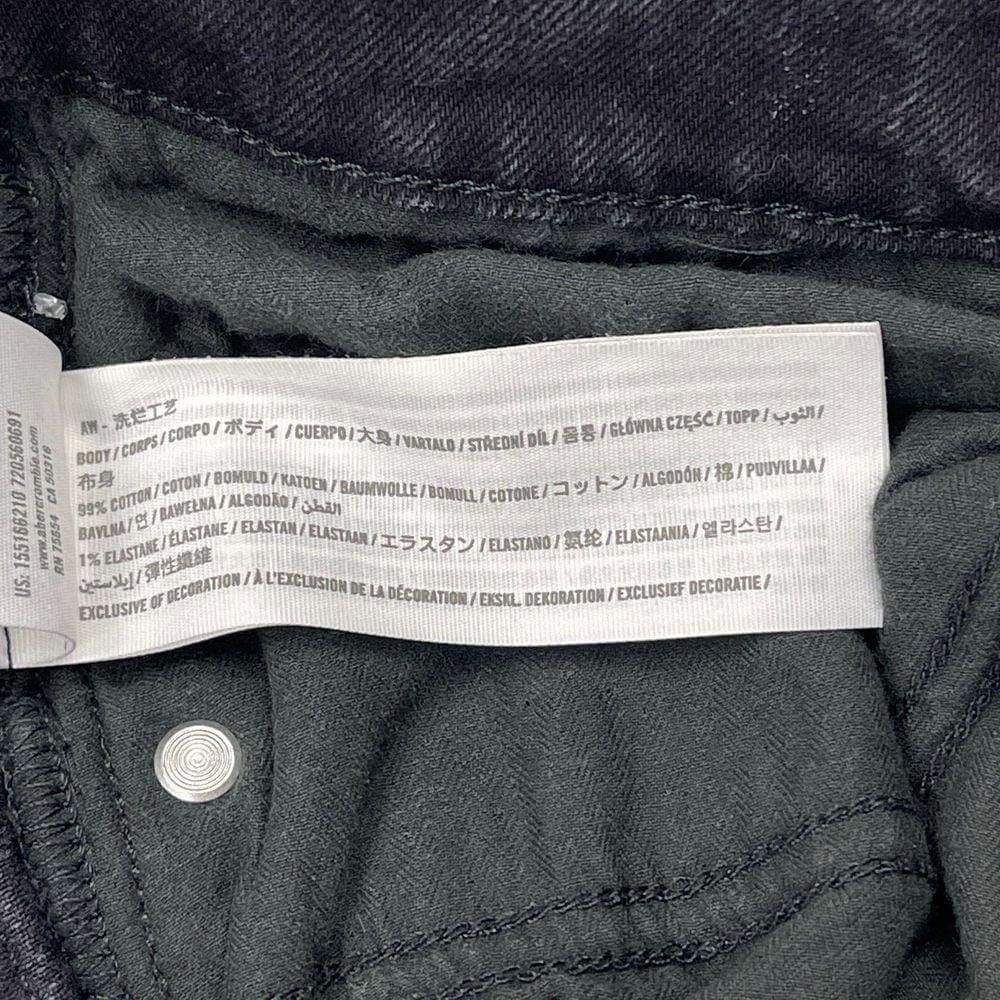 AW - 洗烂工艺
BODY / CORPS / CORPO / ボディ / CUERPO / 大身 / VARTALO / STŘEDNÍ DÍL / 몸통 / GŁÓWNA CZĘŚĆ / TOPP / الثوب /
布身
99% COTTON / COTON / BOMULD / KATOEN / BAUMWOLLE / BOMULL / COTONE / コットン / ALGODÓN / 棉 / PUUVILLAA /
BAVLNA / 면 / BAWEŁNA / ALGODÃO / القطن
1% ELASTANE / ÉLASTANE / ELASTAN / ELASTAAN / エラスタン / ELASTANO / 氨纶 / ELASTAANIA / 엘라스탄 /
إيلاستين / 彈性纖維
EXCLUSIVE OF DECORATION / À L'EXCLUSION DE LA DÉCORATION / EKSKL. DEKORATION / EXCLUSIEF DECORATIE /
US: 155166210 720560691
www.abercrombie.com
RN 75654 CA 50316